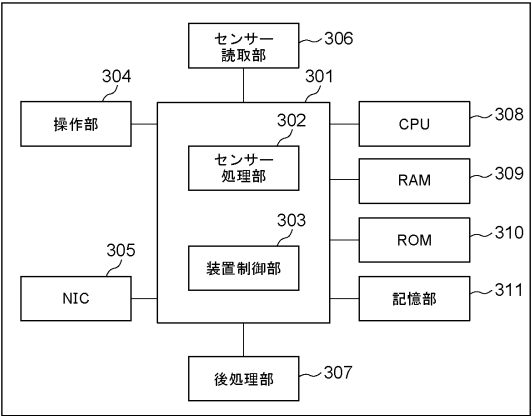 センサー
読取部
306
301
304
操作部
302
センサー
処理部
CPU
308
RAM
309
303
装置制御部
ROM
310
305
NIC
記憶部
311
後処理部
307